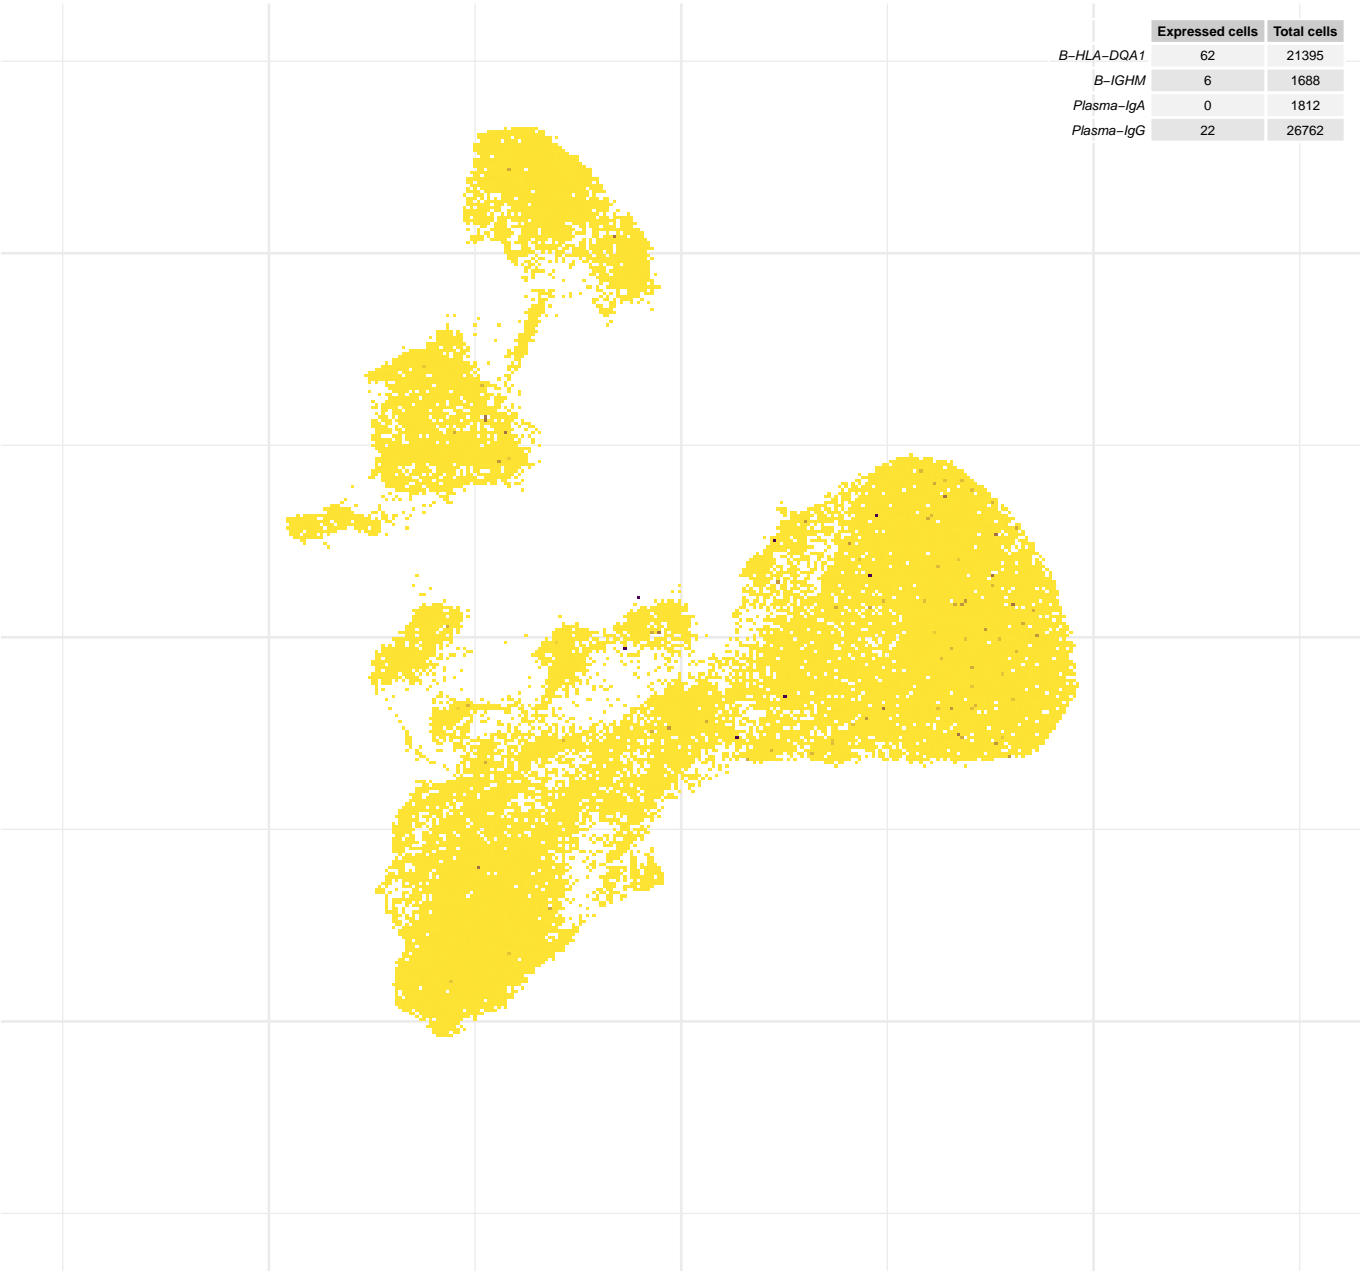 Expressed cells Total cells
B−HLA−DQA1 62 21395
B−IGHM 6 1688
Plasma−IgA 0 1812
Plasma−IgG 22 26762